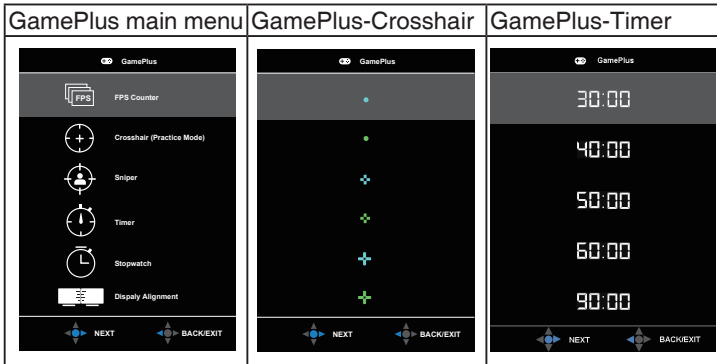 GamePlus main menu
GamePlus-Crosshair
GamePlus-Timer
GamePlus
FPS
FPS Counter
Crosshair (Practice Mode)
Sniper
Timer
Stopwatch
Dispaly Alignment
NEXT
BACK/EXIT
GamePlus
NEXT
BACK/EXIT
GamePlus
30:00
40:00
50:00
60:00
90:00
NEXT
BACK/EXIT